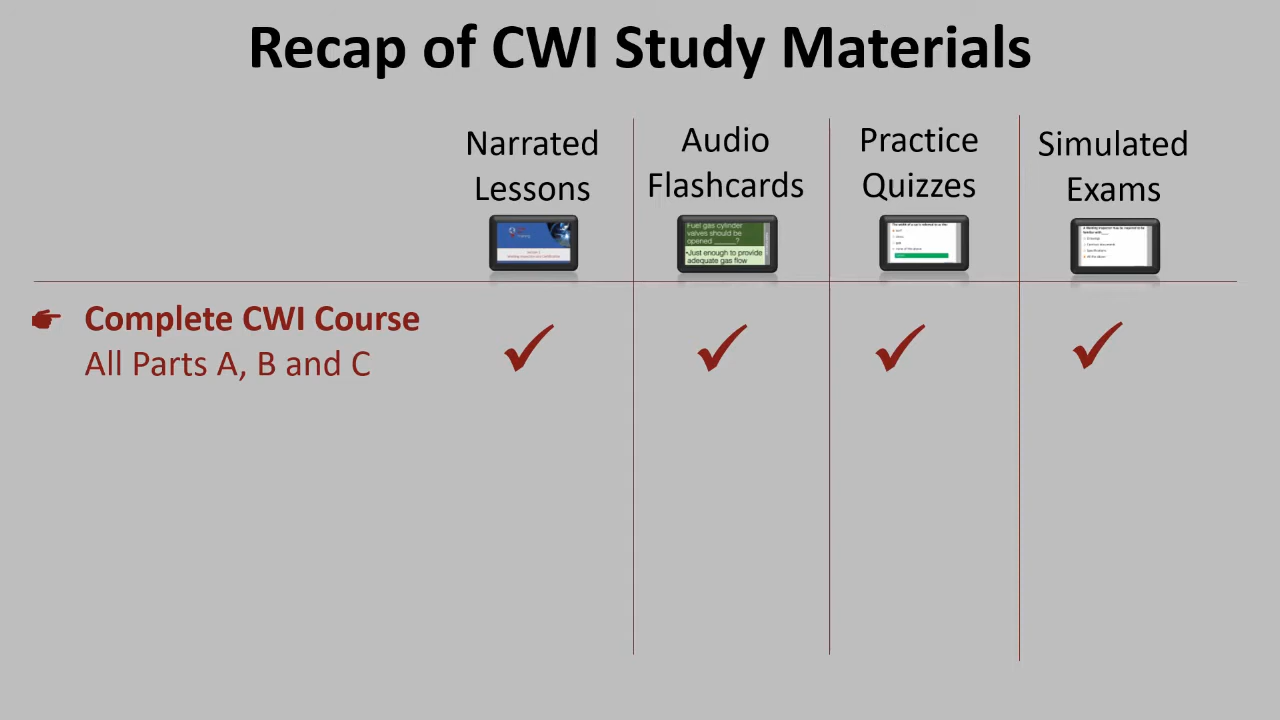 Recap of CWI Study Materials
Narrated
Lessons
Audio
Flashcards
Practice
Quizzes
Simulated
Exams
Fuel gas cylinder
valves should be
opened ______?
•Just enough to provide
adequate gas flow
Complete CWI Course
All Parts A, B and C